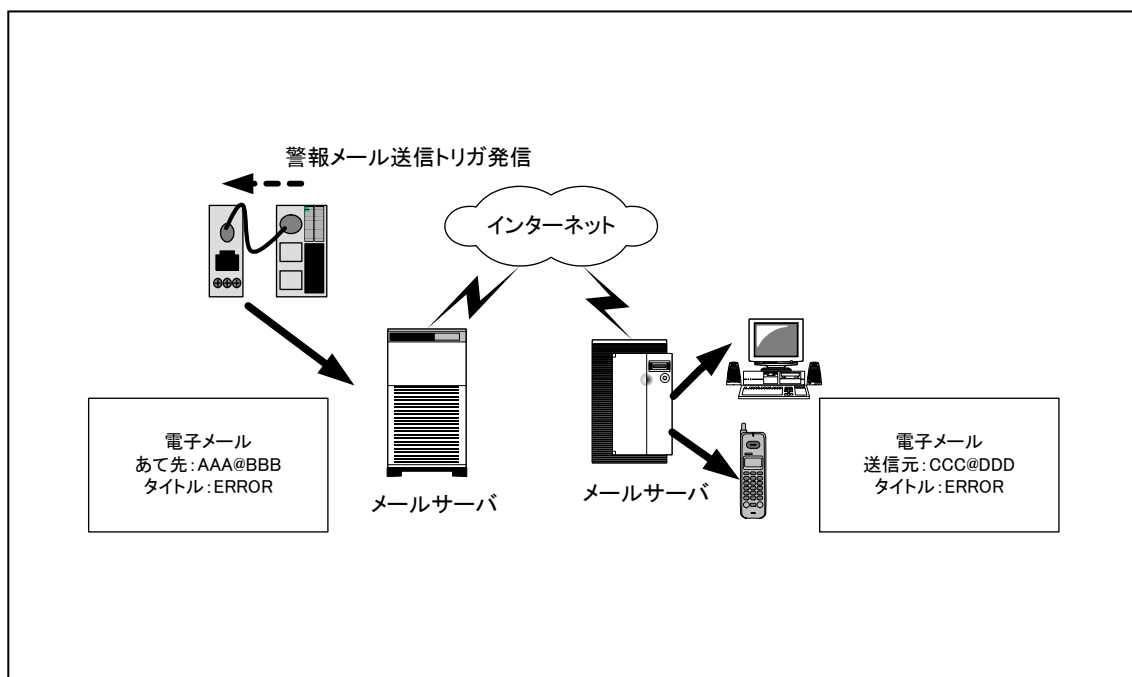 警報メール送信トリガ発信
インターネット
電子メール
あて先:AAA@BBB
タイトル:ERROR
メールサーバ
メールサーバ
電子メール
送信元:CCC@DDD
タイトル:ERROR